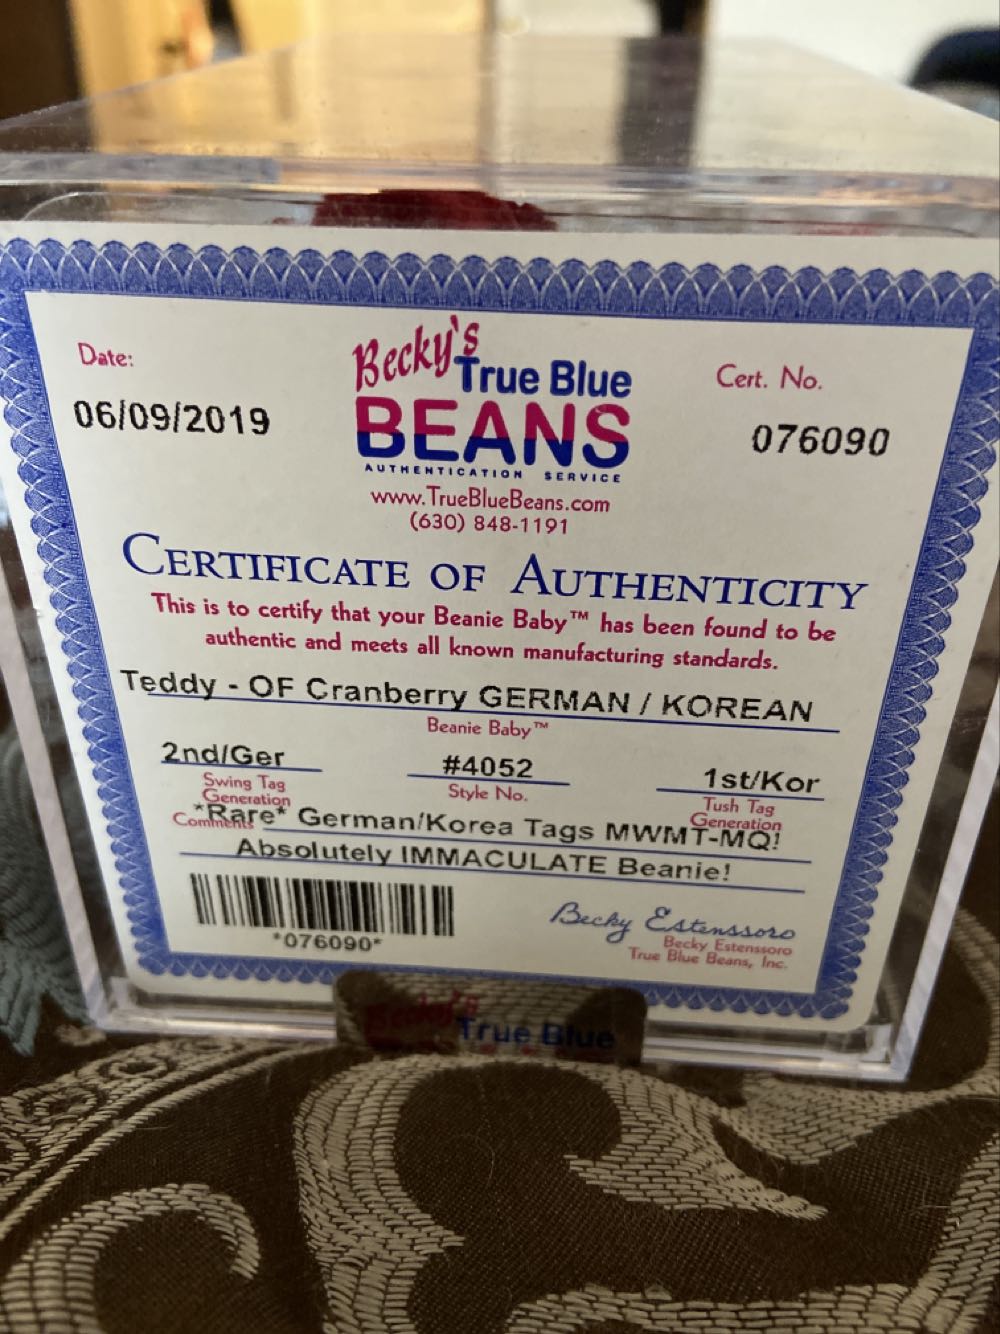 Date:
06/09/2019
Becky's
True Blue
BEANS
AUTHENTICATION SERVICE
www.TrueBlueBeans.com
(630) 848-1191
Cert. No.
076090
CERTIFICATE OF AUTHENTICITY
This is to certify that your Beanie Baby™ has been found to be
authentic and meets all known manufacturing standards.
Teddy - OF Cranberry GERMAN / KOREAN
Beanie Baby™
2nd/Ger #4052 1st/Kor
Swing Tag Generation
Style No.
Tush Tag Generation
Comments *Rare* German/Korea Tags MWMT-MQ!
Absolutely IMMACULATE Beanie!
*076090*
Becky Estenssoro
Becky Estenssoro
True Blue Beans, Inc.
Becky's
True Blue